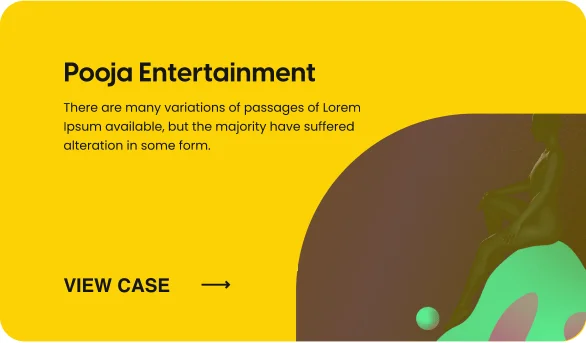 Pooja Entertainment
There are many variations of passages of Lorem
Ipsum available, but the majority have suffered
alteration in some form.
VIEW CASE